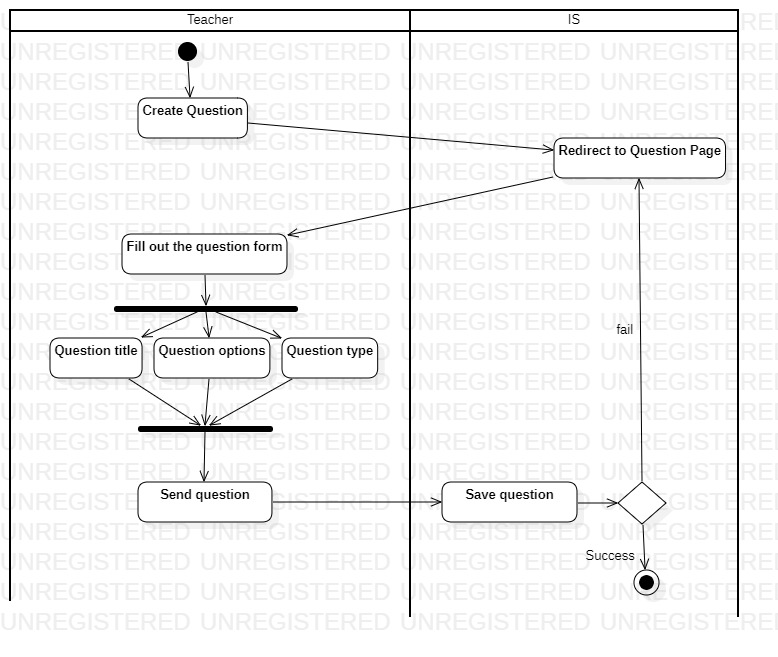 Teacher
IS
Create Question
Redirect to Question Page
Fill out the question form
fail
Question title
Question options
Question type
Send question
Save question
Success
UNREGISTERED UNREGISTERED UNREGISTERED UNREGISTERED